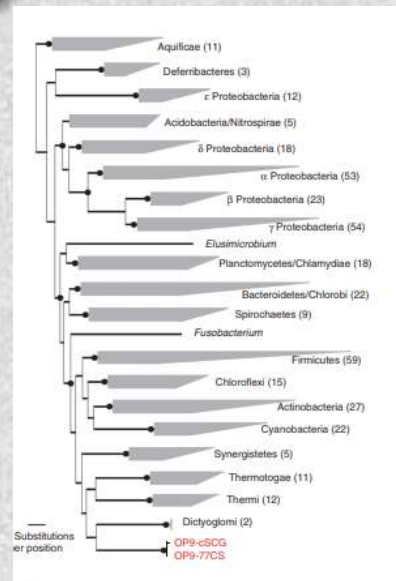 Aquificae (11)
Deferribacteres (3)
ε Proteobacteria (12)
Acidobacteria/Nitrospirae (5)
δ Proteobacteria (18)
α Proteobacteria (53)
β Proteobacteria (23)
γ Proteobacteria (54)
Elusimicrobium
Planctomycetes/Chlamydiae (18)
Bacteroidetes/Chlorobi (22)
Spirochaetes (9)
Fusobacterium
Firmicutes (59)
Chloroflexi (15)
Actinobacteria (27)
Cyanobacteria (22)
Synergistetes (5)
Thermotogae (11)
Thermi (12)
Dictyoglomi (2)
OP9-cSCG
OP9-77CS
Substitutions
er position